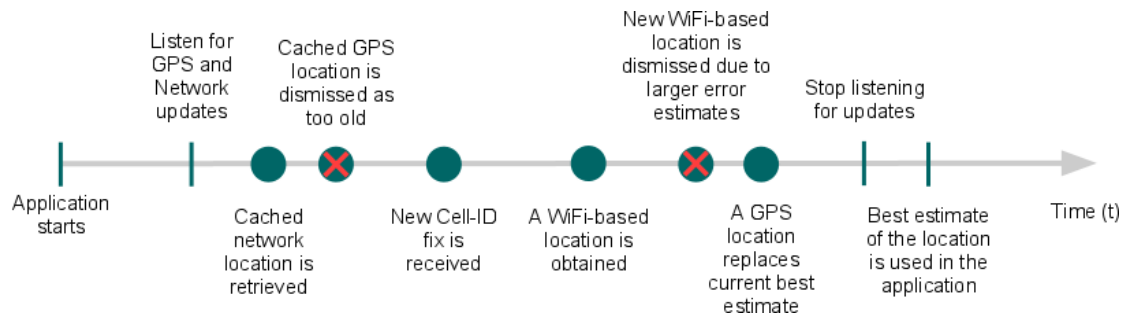 Listen for
GPS and
Network
updates
Cached GPS
location is
dismissed as
too old
New WiFi-based
location is
dismissed due to
larger error
estimates
Stop listening
for updates
Application
starts
Cached
network
location is
retrieved
New Cell-ID
fix is
received
A WiFi-based
location is
obtained
A GPS
location
replaces
current best
estimate
Best estimate
of the location
is used in the
application
Time (t)